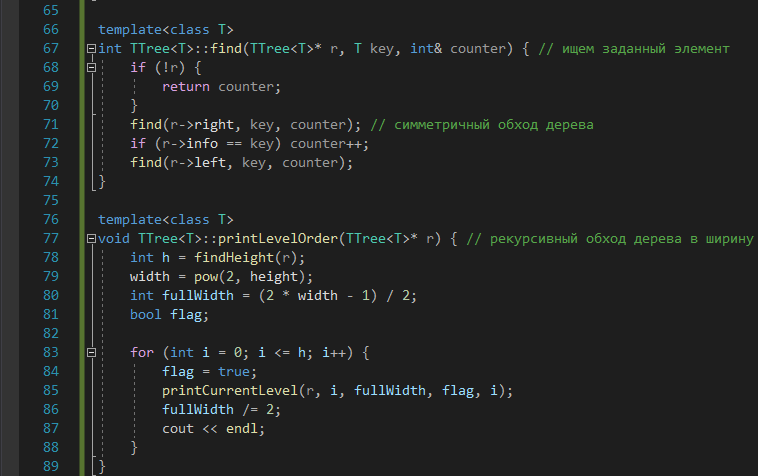 65
66 template<class T>
67 int TTree<T>::find(TTree<T>* r, T key, int& counter) { // ищем заданный элемент
68     if (!r) {
69         return counter;
70     }
71     find(r->right, key, counter); // симметричный обход дерева
72     if (r->info == key) counter++;
73     find(r->left, key, counter);
74 }
75
76 template<class T>
77 void TTree<T>::printLevelOrder(TTree<T>* r) { // рекурсивный обход дерева в ширину
78     int h = findHeight(r);
79     width = pow(2, height);
80     int fullWidth = (2 * width - 1) / 2;
81     bool flag;
82
83     for (int i = 0; i <= h; i++) {
84         flag = true;
85         printCurrentLevel(r, i, fullWidth, flag, i);
86         fullWidth /= 2;
87         cout << endl;
88     }
89 }